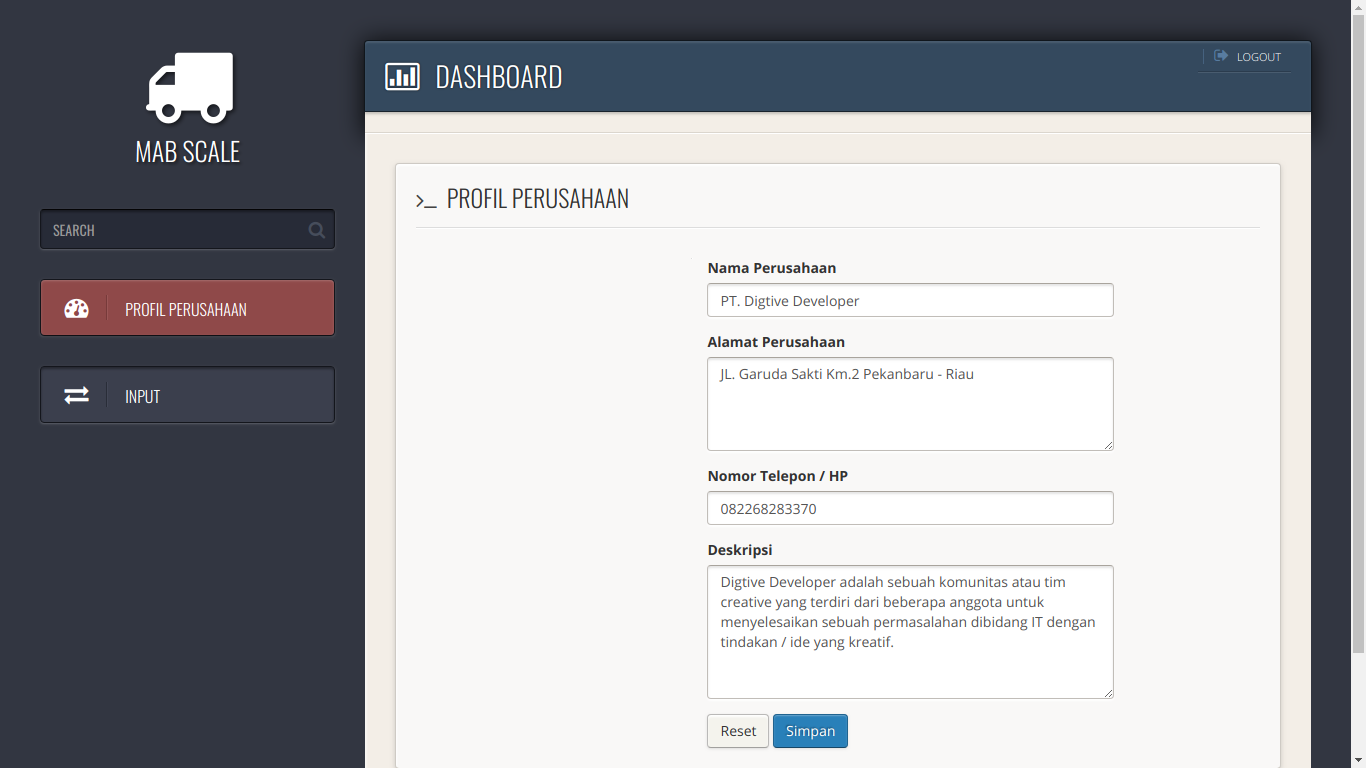 MAB SCALE
SEARCH
PROFIL PERUSAHAAN
INPUT
DASHBOARD
LOGOUT
PROFIL PERUSAHAAN
Nama Perusahaan
PT. Digtive Developer
Alamat Perusahaan
JL. Garuda Sakti Km.2 Pekanbaru - Riau
Nomor Telepon / HP
082268283370
Deskripsi
Digtive Developer adalah sebuah komunitas atau tim
creative yang terdiri dari beberapa anggota untuk
menyelesaikan sebuah permasalahan dibidang IT dengan
tindakan / ide yang kreatif.
Reset Simpan